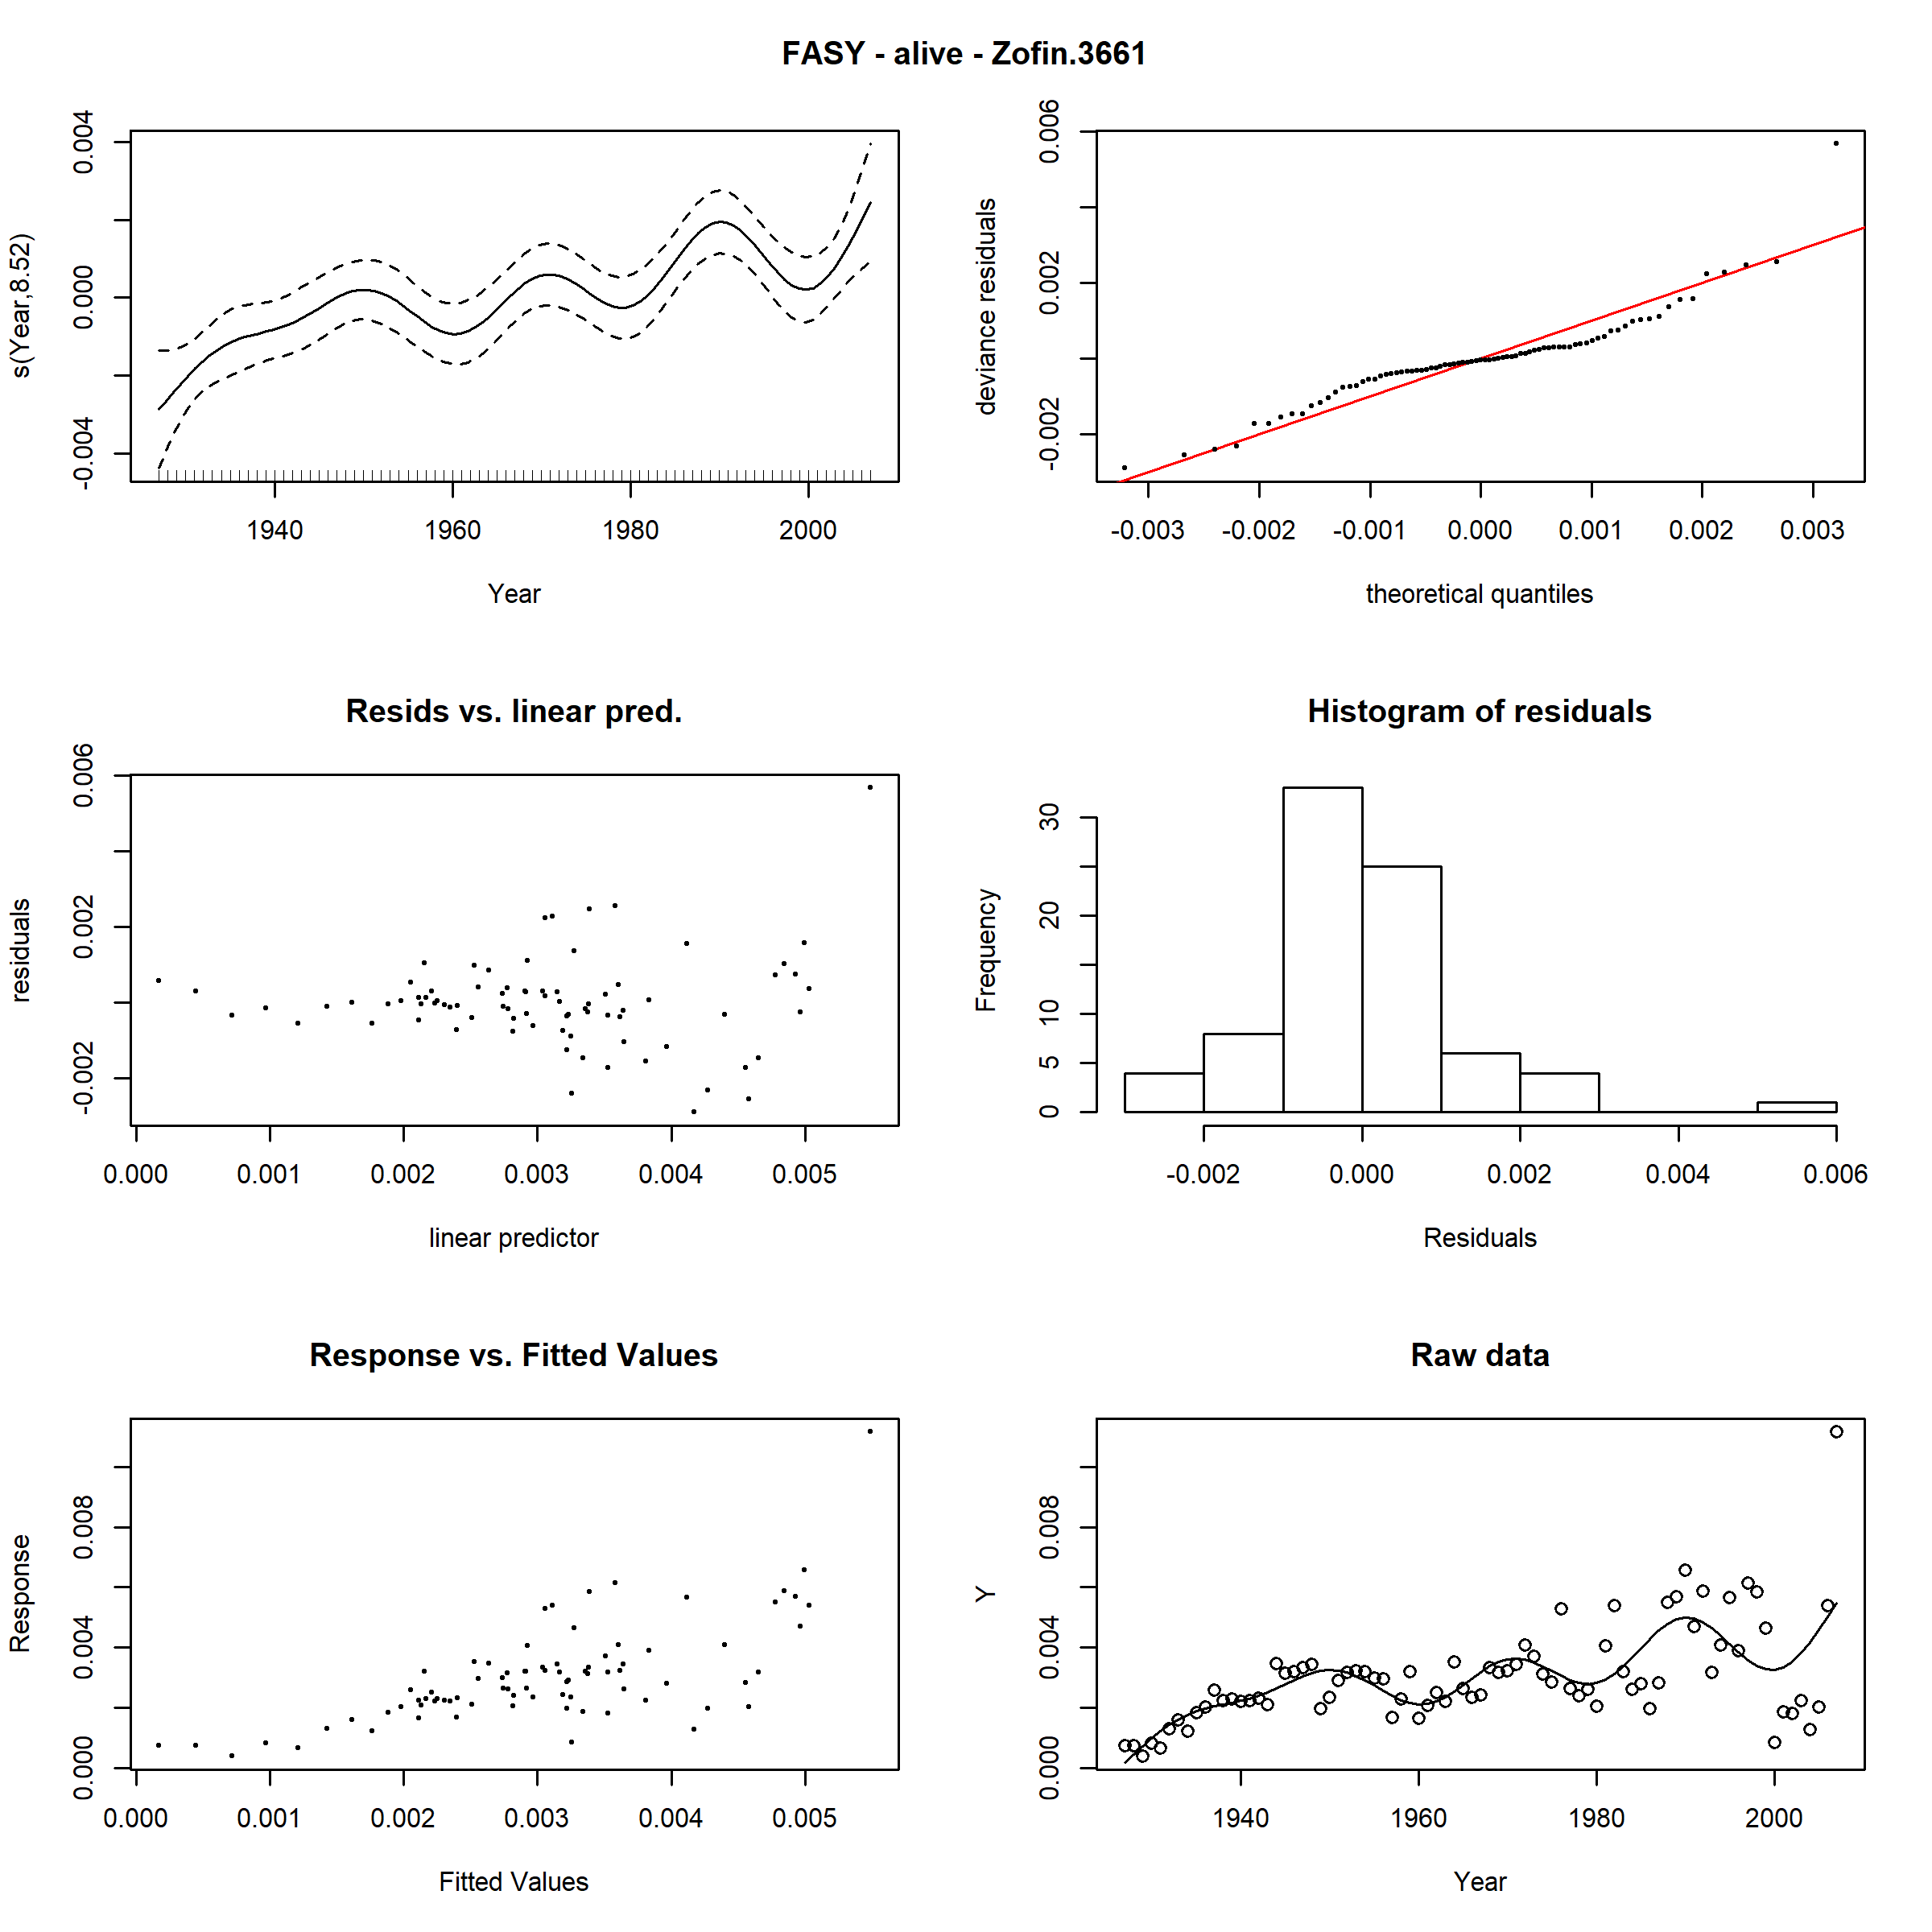 FASY - alive - Zofin.3661
s(Year,8.52)
-0.004 0.000 0.004
1940 1960 1980 2000
Year
deviance residuals
-0.002 0.002 0.006
-0.003 -0.002 -0.001 0.000 0.001 0.002 0.003
theoretical quantiles
Resids vs. linear pred.
residuals
-0.002 0.002 0.006
0.000 0.001 0.002 0.003 0.004 0.005
linear predictor
Histogram of residuals
Frequency
0 5 10 20 30
-0.002 0.000 0.002 0.004 0.006
Residuals
Response vs. Fitted Values
Response
0.000 0.004 0.008
0.000 0.001 0.002 0.003 0.004 0.005
Fitted Values
Raw data
Y
0.000 0.004 0.008
1940 1960 1980 2000
Year